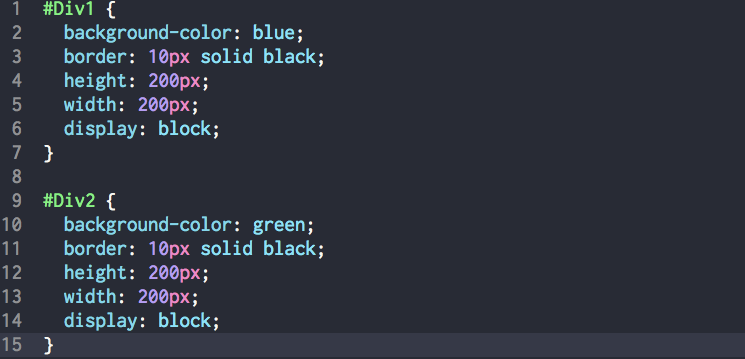 1 #Div1 {
2   background-color: blue;
3   border: 10px solid black;
4   height: 200px;
5   width: 200px;
6   display: block;
7 }
8
9 #Div2 {
10   background-color: green;
11   border: 10px solid black;
12   height: 200px;
13   width: 200px;
14   display: block;
15 }